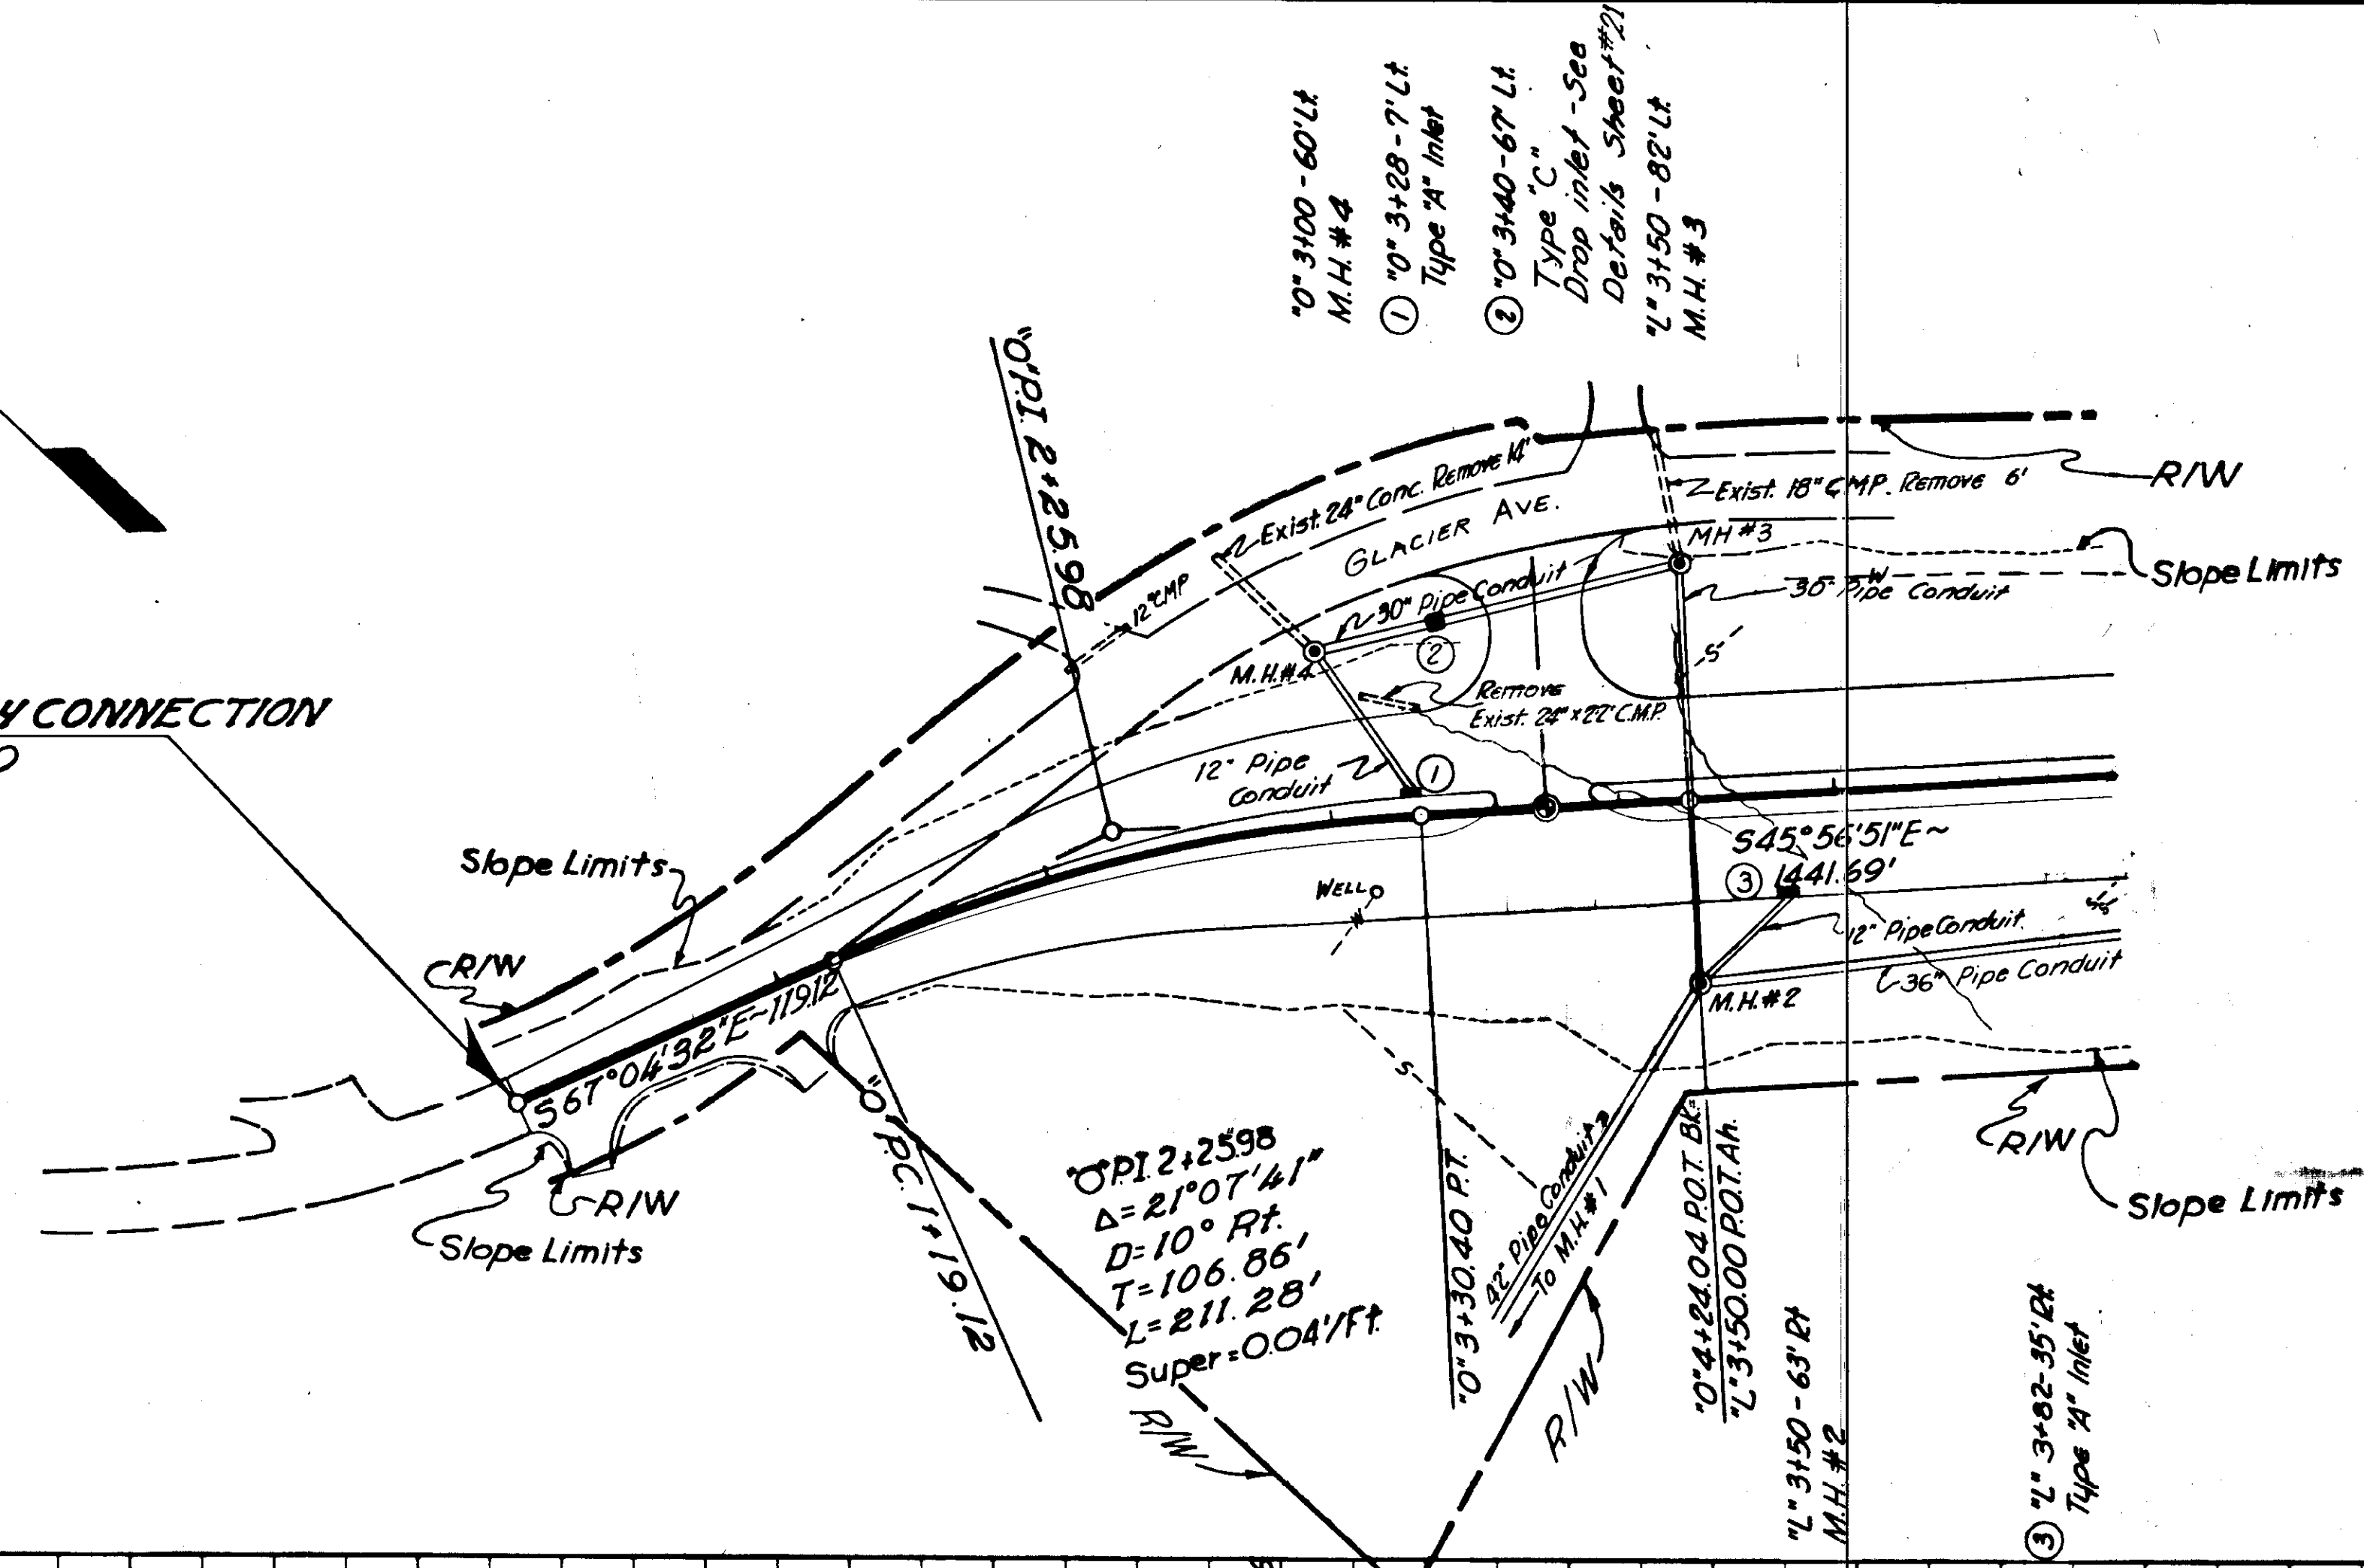 "O" 3+00-60'Lt.
M.H. #4
① "O" 3+28-7'Lt.
Type "A" Inlet
② "O" 3+40-67' Lt.
Type "C"
Drop inlet - See
Details Sheet #21
"L" 3+50-82'Lt.
M.H. #3
"O" P.I. 2+25.98
Exist. 24" Conc. Remove 14'
GLACIER AVE.
Exist. 18" CMP. Remove 6'
R/W
MH #3
Slope Limits
30" Pipe Conduit
W
12" CMP
30" Pipe Conduit
②
M.H.#4
S
Remove
Exist. 24" x 22' C.M.P.
Y CONNECTION
12" Pipe
Conduit
①
S45°56'51"E~
1441.69'
③
Slope Limits
WELL
W
12" Pipe Conduit
36" Pipe Conduit
M.H.#2
R/W
S67°04'32"E~119.12
S
R/W
Slope Limits
R/W
Slope Limits
"O" P.C. 1+19.12
"O" P.I. 2+25.98
Δ=21°07'41"
D=10° Rt.
T=106.86'
L=211.28'
Super=0.04'/Ft.
R/W
"O" 3+30.40 P.T.
42" Pipe Conduit
To M.H.#1
R/W
"O" 4+24.04 P.O.T. Bk.=
"L" 3+50.00 P.O.T. Ah.
"L" 3+50-63' Rt
M.H. #2
③ "L" 3+82-35' Rt.
Type "A" Inlet